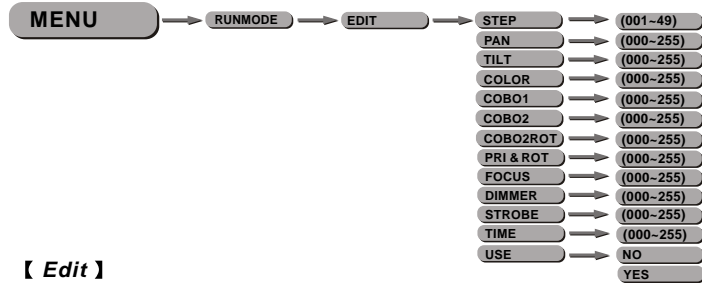 MENU RUNMODE EDIT STEP (001~49)
PAN (000~255)
TILT (000~255)
COLOR (000~255)
COBO1 (000~255)
COBO2 (000~255)
COBO2ROT (000~255)
PRI & ROT (000~255)
FOCUS (000~255)
DIMMER (000~255)
STROBE (000~255)
TIME (000~255)
USE NO
YES
【 Edit 】